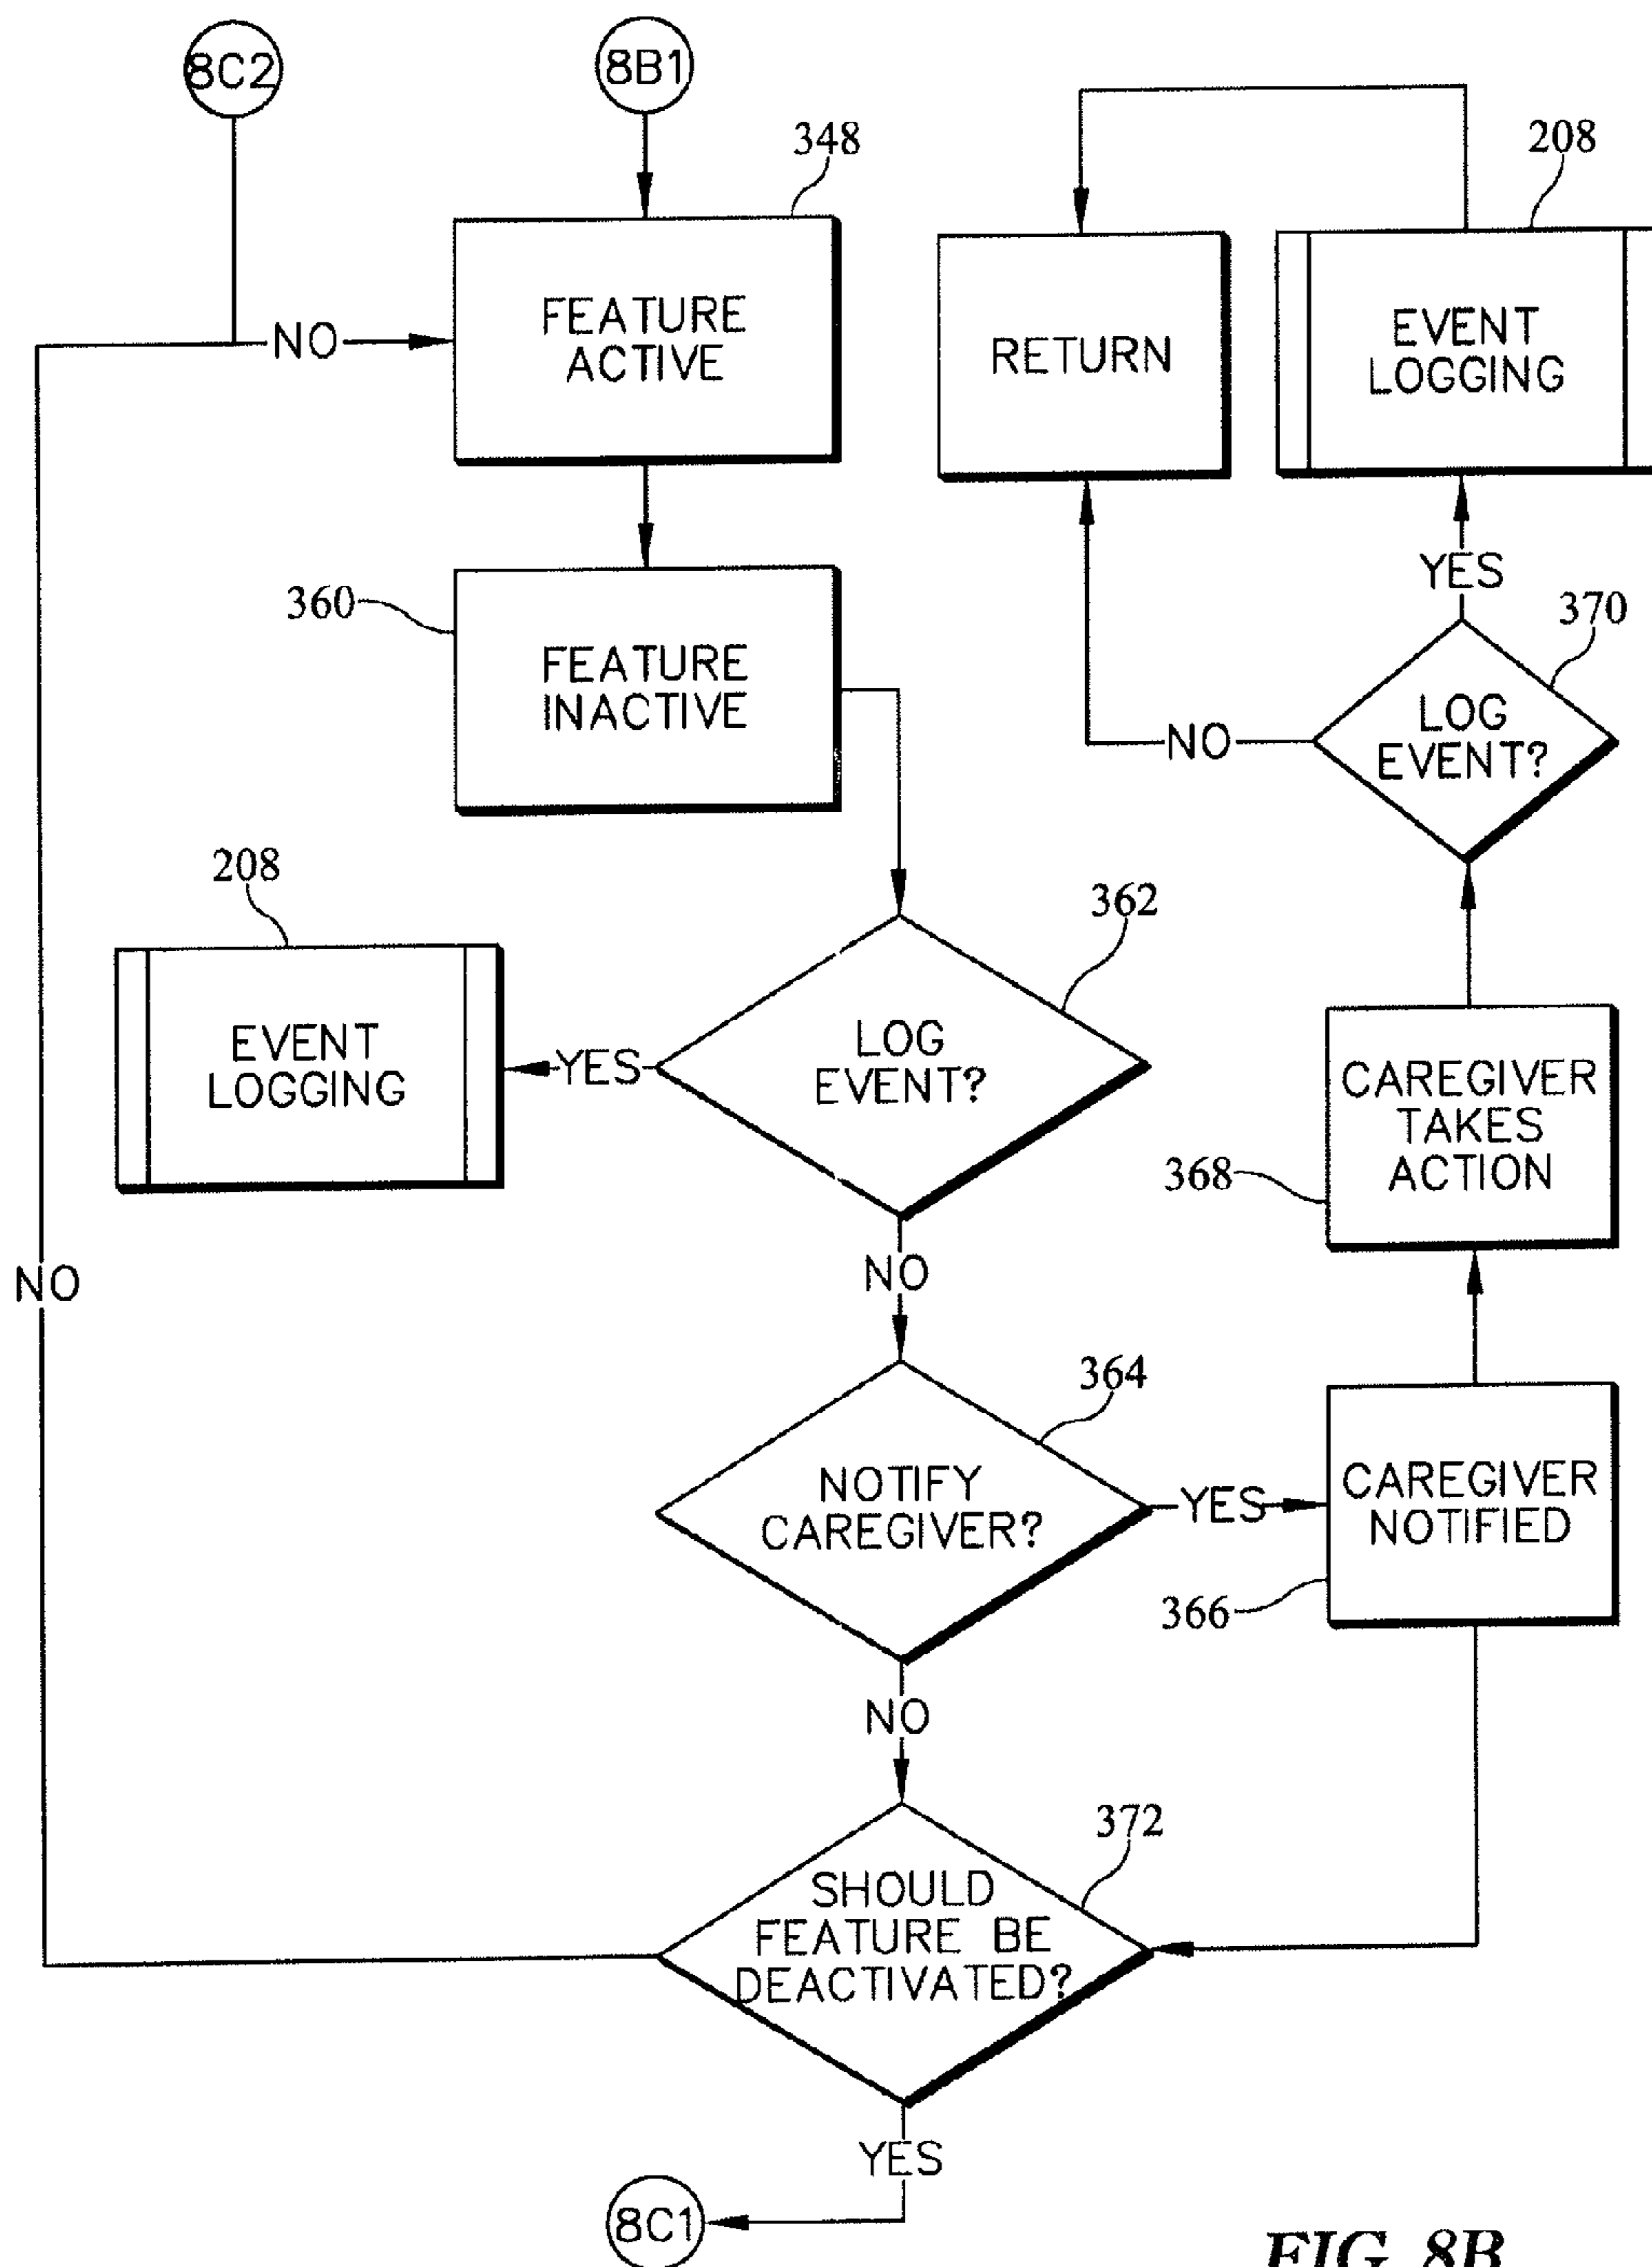 8C2
8B1
348
208
NO
FEATURE
ACTIVE
RETURN
EVENT
LOGGING
YES
360
370
FEATURE
INACTIVE
LOG
EVENT?
NO
208
362
EVENT
LOGGING
YES
LOG
EVENT?
CAREGIVER
TAKES
ACTION
368
NO
NO
364
NOTIFY
CAREGIVER?
YES
CAREGIVER
NOTIFIED
366
NO
372
SHOULD
FEATURE BE
DEACTIVATED?
YES
8C1
FIG. 8B